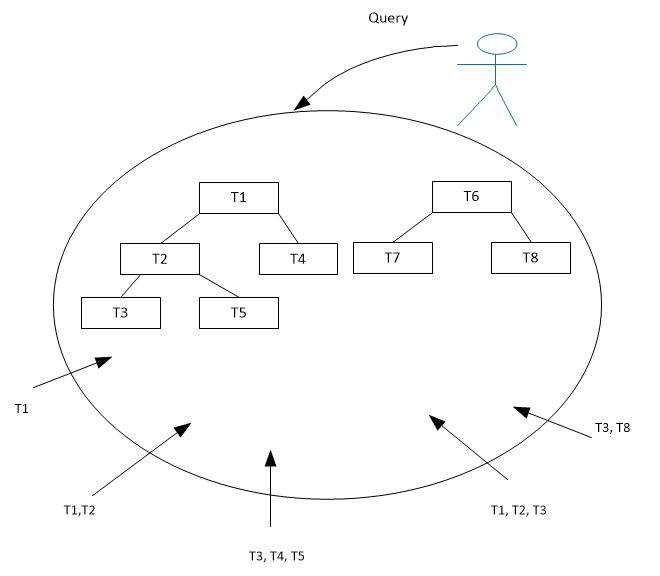 Query
T1
T6
T2
T4
T7
T8
T3
T5
T1
T3, T8
T1,T2
T1, T2, T3
T3, T4, T5